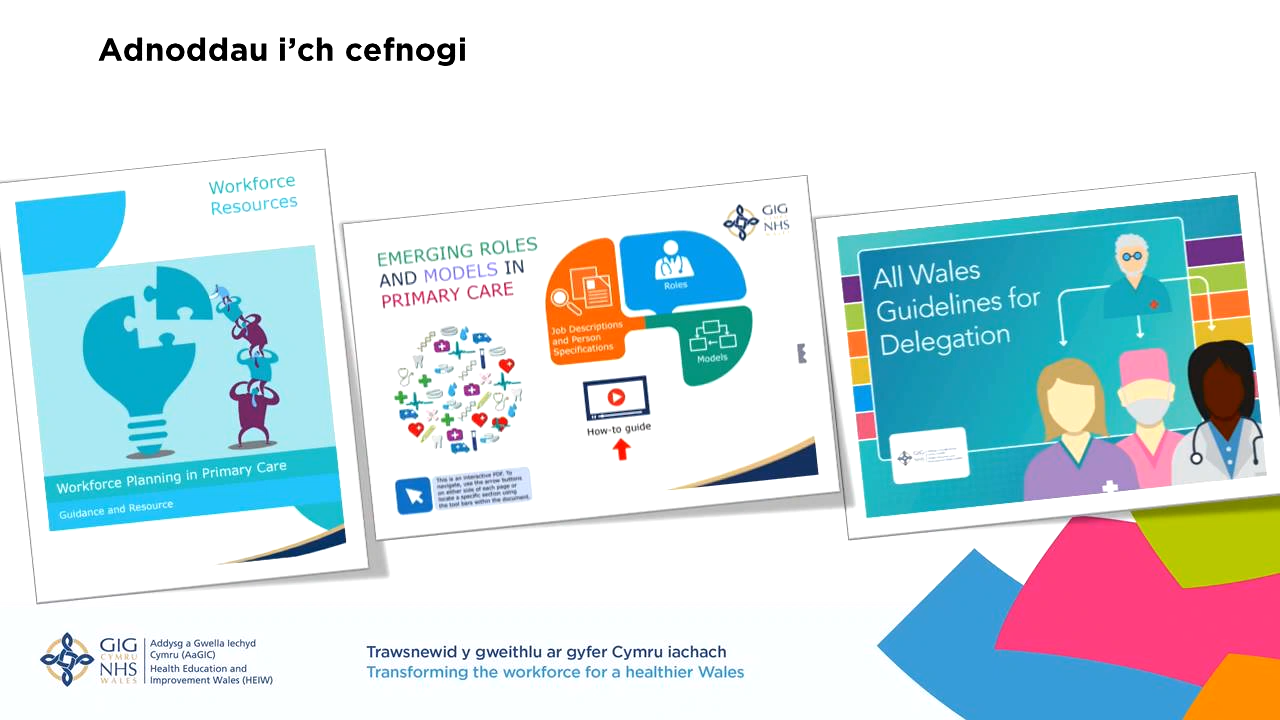 Adnoddau i'ch cefnogi
Workforce
Resources
Workforce Planning in Primary Care
Guidance and Resource
EMERGING ROLES
AND MODELS IN
PRIMARY CARE
GIG
NHS
Job Descriptions
and Person
Specifications
Roles
Models
How-to guide
This is an interactive PDF. To
navigate, use the arrow buttons
on either side of each page or
locate a specific section using
the tool bars within the document.
All Wales
Guidelines for
Delegation
GIG
CYMRU
NHS
WALES
Addysg a Gwella Iechyd
Cymru (AaGIC)
Health Education and
Improvement Wales (HEIW)
Trawsnewid y gweithlu ar gyfer Cymru iachach
Transforming the workforce for a healthier Wales